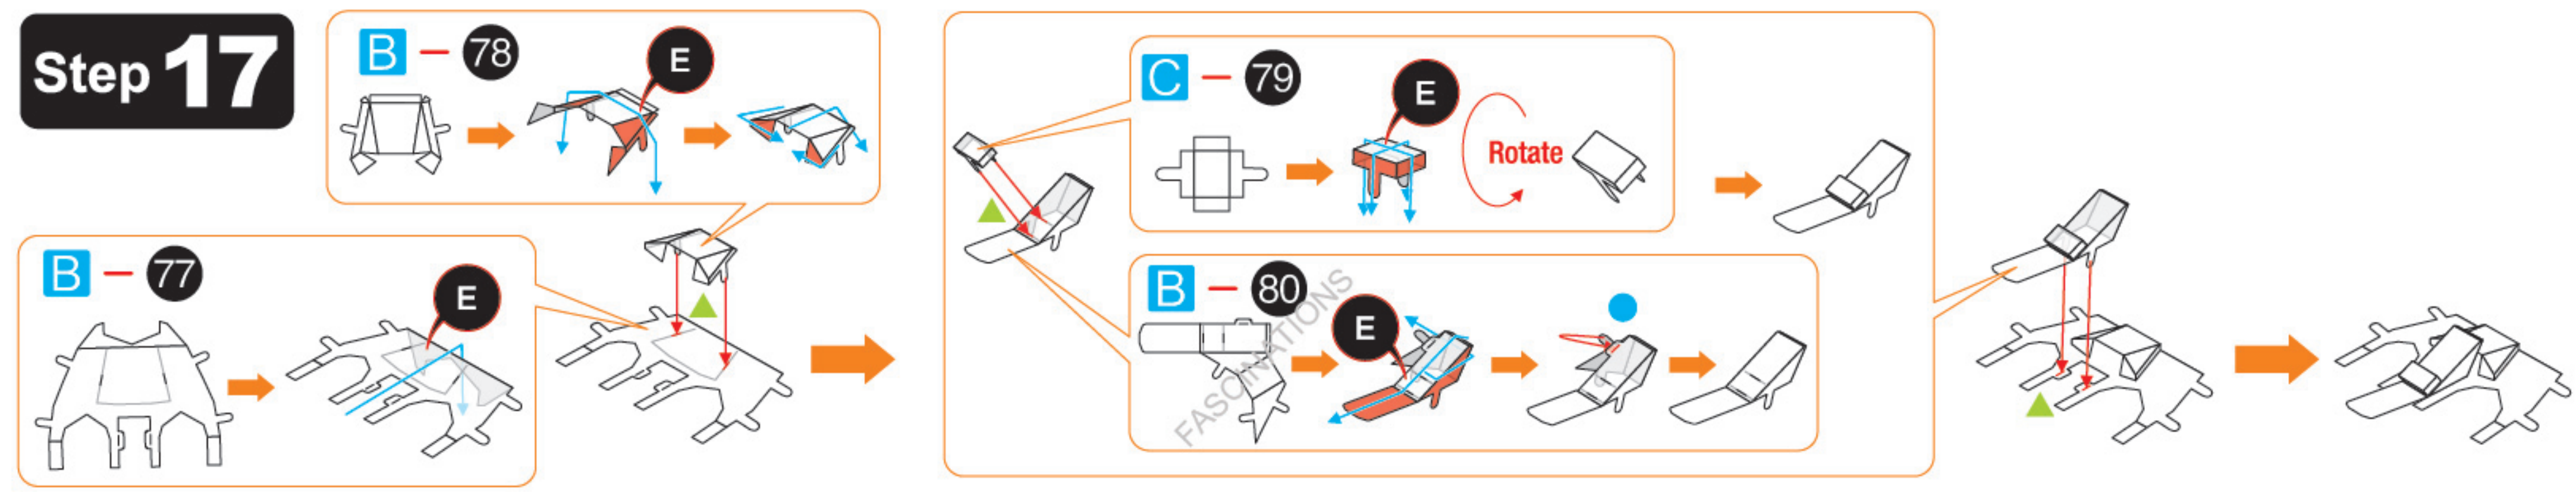 Step 17
B – 78
E
B – 77
E
C – 79
E
Rotate
B – 80
E
FASCINATIONS